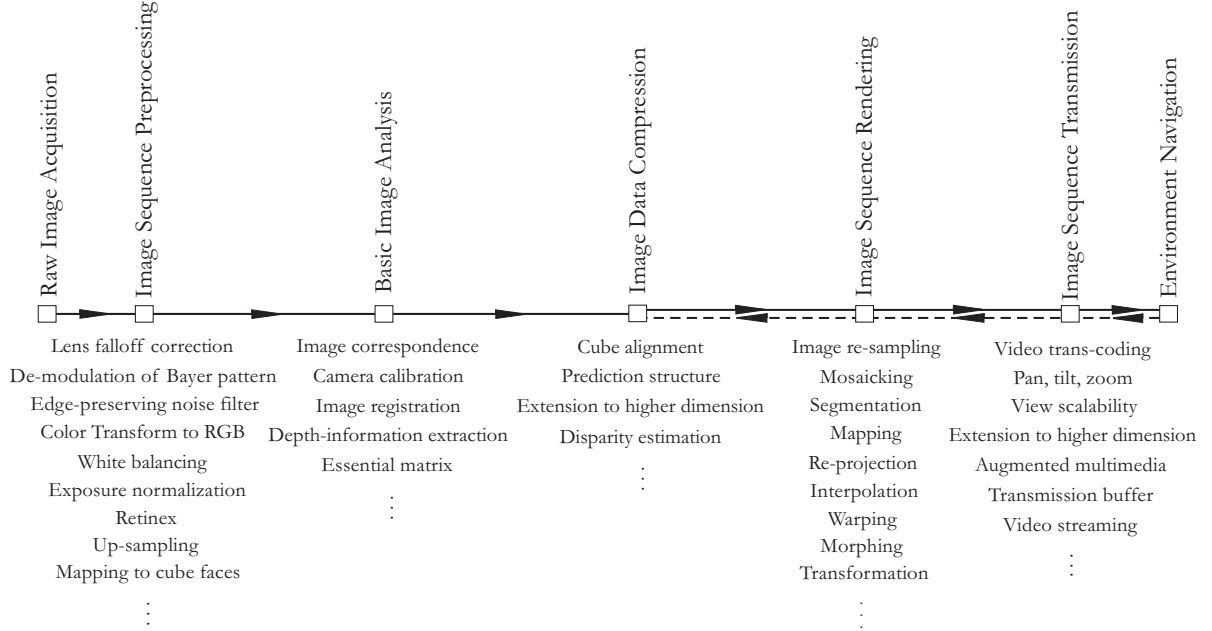 Raw Image Acquisition
Image Sequence Preprocessing
Basic Image Analysis
Image Data Compression
Image Sequence Rendering
Image Sequence Transmission
Environment Navigation
Lens falloff correction
De-modulation of Bayer pattern
Edge-preserving noise filter
Color Transform to RGB
White balancing
Exposure normalization
Retinex
Up-sampling
Mapping to cube faces
Image correspondence
Camera calibration
Image registration
Depth-information extraction
Essential matrix
Cube alignment
Prediction structure
Extension to higher dimension
Disparity estimation
Image re-sampling
Mosaicking
Segmentation
Mapping
Re-projection
Interpolation
Warping
Morphing
Transformation
Video trans-coding
Pan, tilt, zoom
View scalability
Extension to higher dimension
Augmented multimedia
Transmission buffer
Video streaming